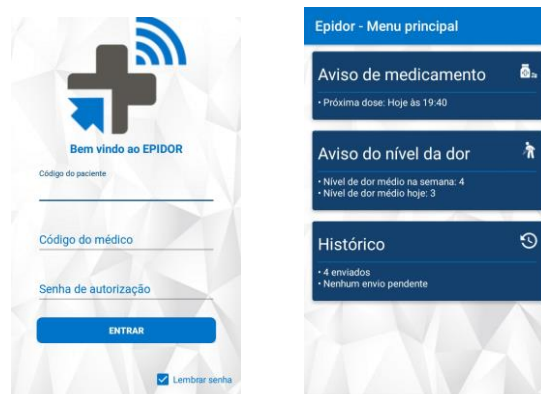 Bem vindo ao EPIDOR
Código do paciente
Código do médico
Senha de autorização
ENTRAR
Lembrar senha
Epidor - Menu principal
Aviso de medicamento
• Próxima dose: Hoje às 19:40
Aviso do nível da dor
• Nível de dor médio na semana: 4
• Nível de dor médio hoje: 3
Histórico
• 4 enviados
• Nenhum envio pendente